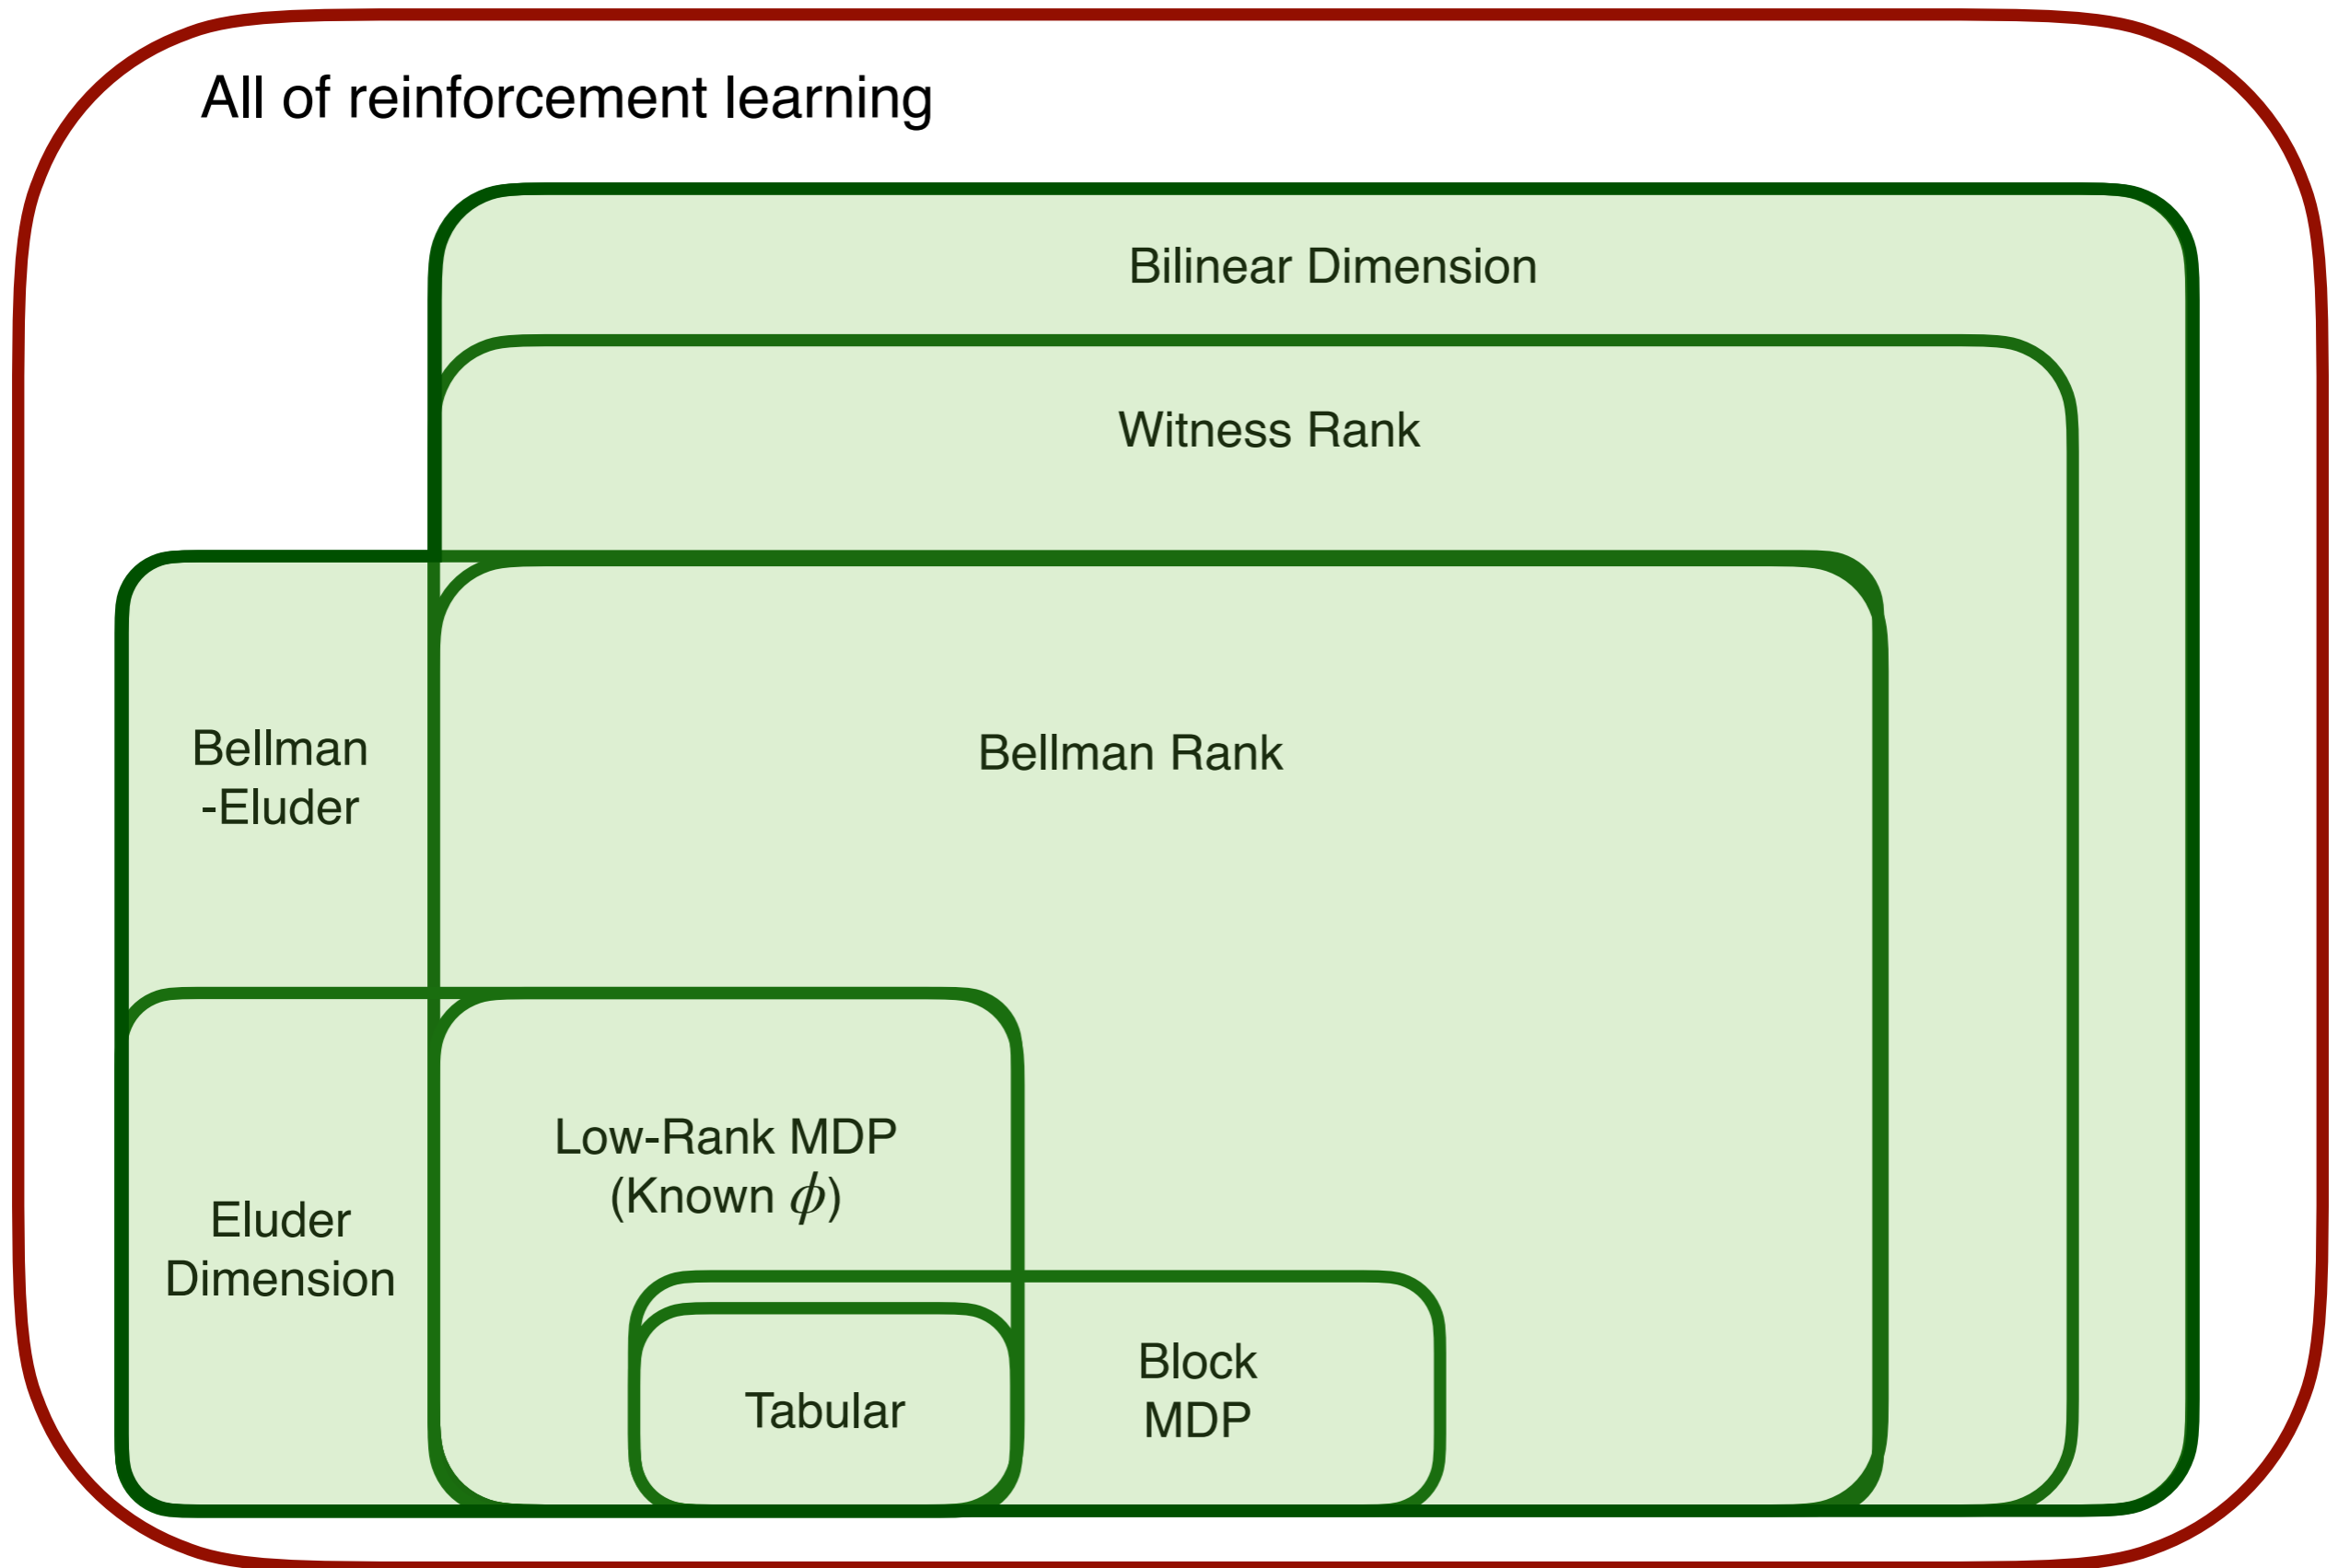 All of reinforcement learning
Bilinear Dimension
Witness Rank
Bellman
-Eluder
Bellman Rank
Low-Rank MDP
(Known ϕ)
Eluder
Dimension
Block
MDP
Tabular